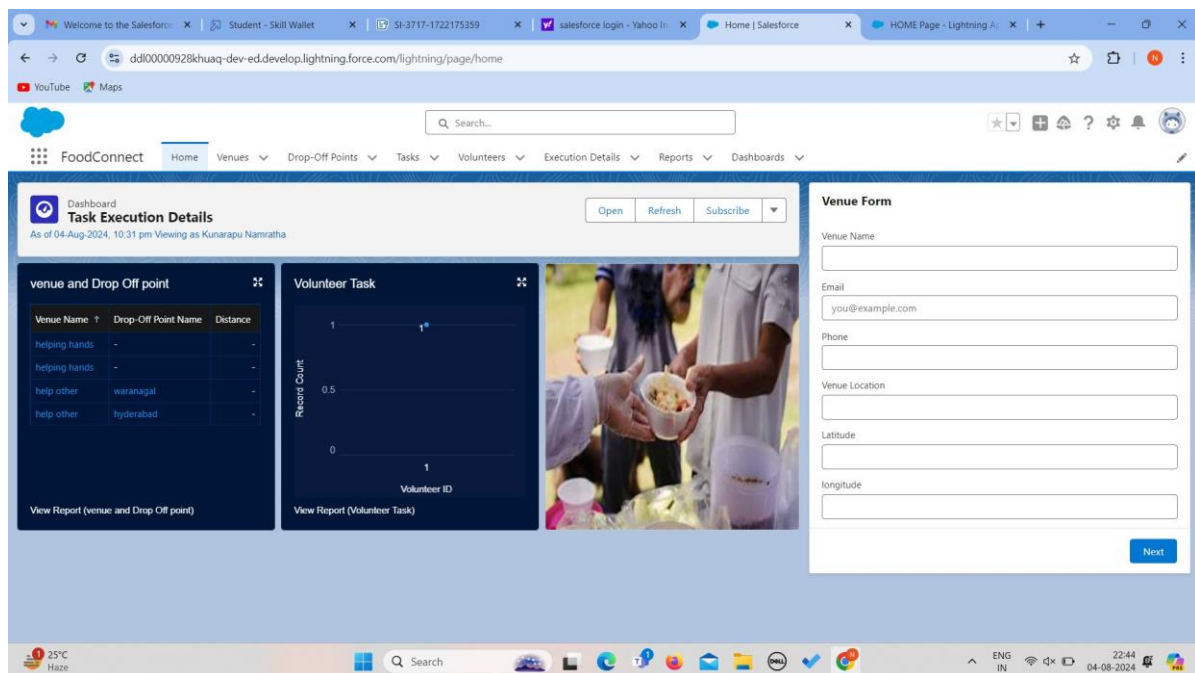 Welcome to the Salesforc
Student - Skill Wallet
SI-3717-1722175359
salesforce login - Yahoo In
Home | Salesforce
HOME Page - Lightning A
ddl00000928khuaq-dev-ed.develop.lightning.force.com/lightning/page/home
N
YouTube
Maps
Search...
FoodConnect
Home
Venues
Drop-Off Points
Tasks
Volunteers
Execution Details
Reports
Dashboards
Dashboard
Task Execution Details
As of 04-Aug-2024, 10:31 pm Viewing as Kunarapu Namratha
Open
Refresh
Subscribe
venue and Drop Off point
Venue Name ↑ Drop-Off Point Name Distance
helping hands - -
helping hands - -
help other waranagal -
help other hyderabad -
View Report (venue and Drop Off point)
Volunteer Task
Record Count
1
0.5
0
1
1
Volunteer ID
View Report (Volunteer Task)
Venue Form
Venue Name
Email
you@example.com
Phone
Venue Location
Latitude
longitude
Next
1
25°C
Haze
Search
DELL
ENG
IN
22:44
04-08-2024